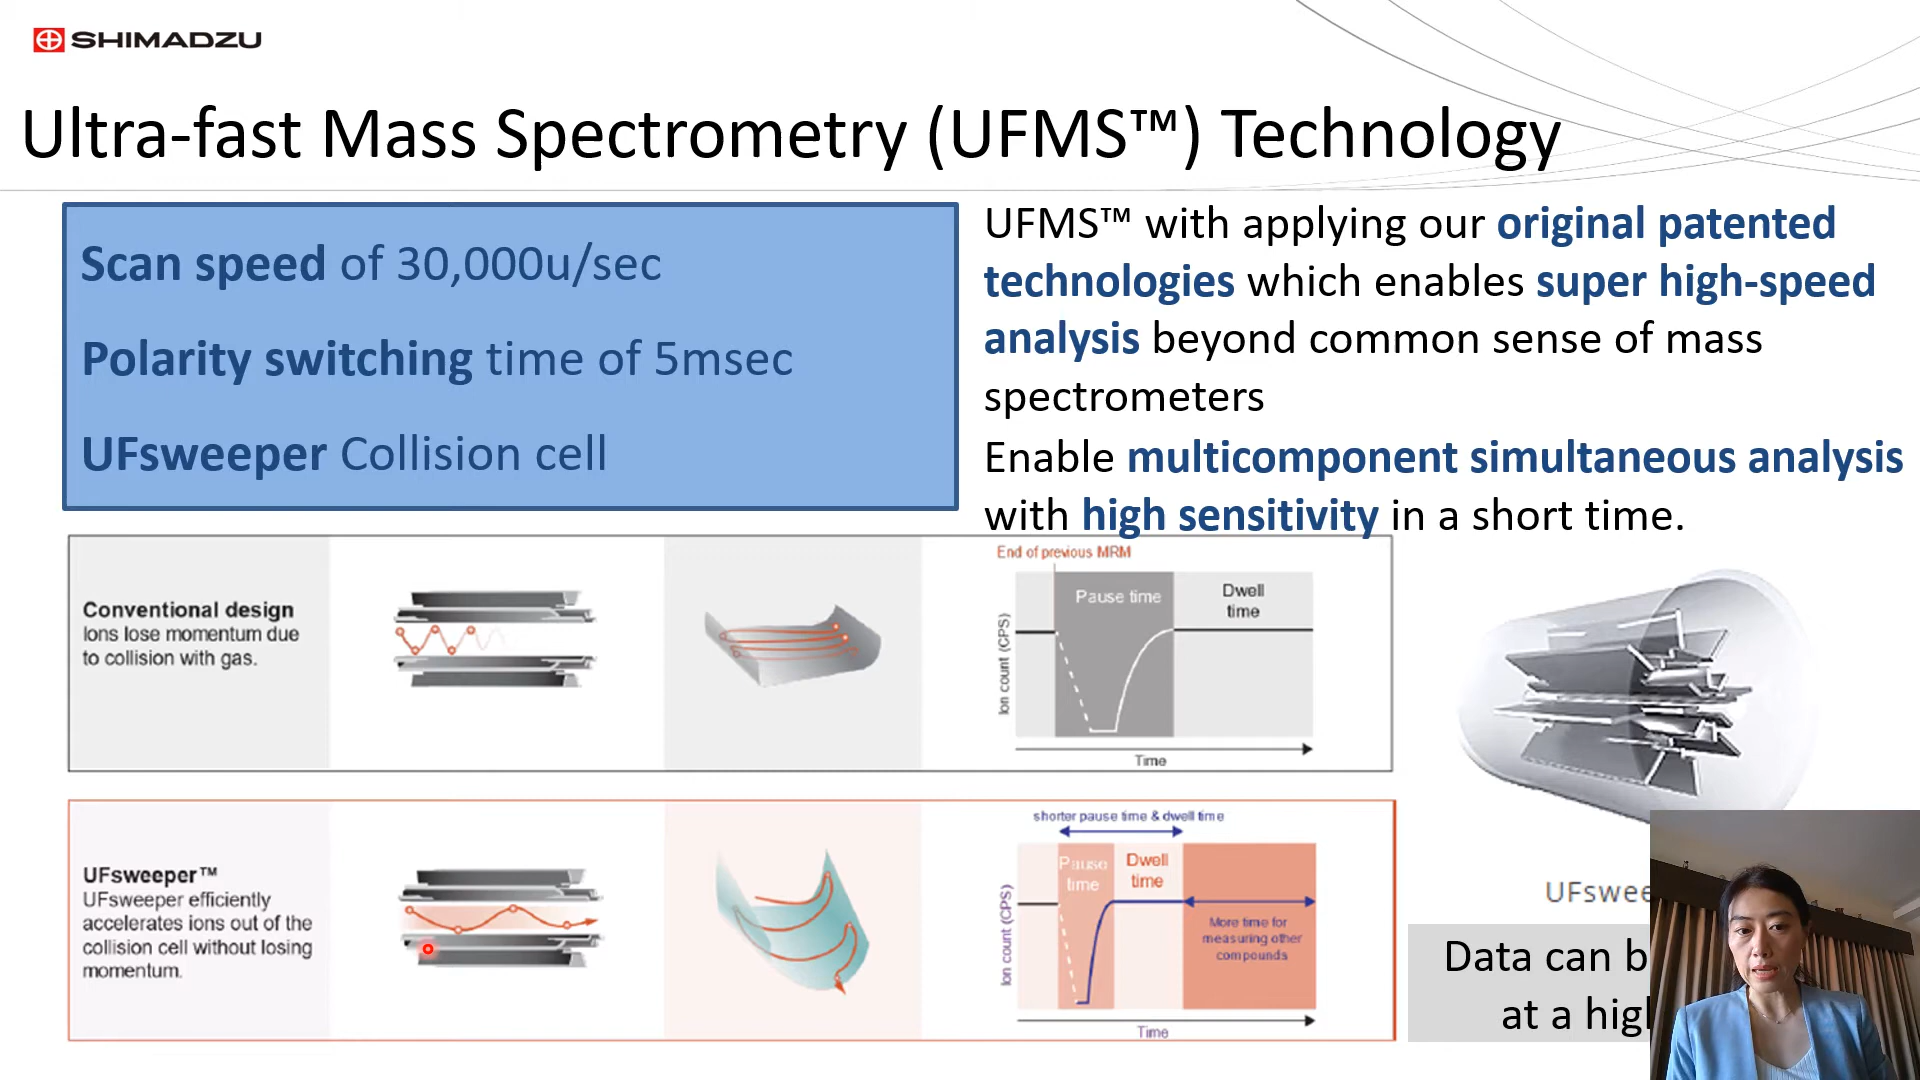 SHIMADZU
Ultra-fast Mass Spectrometry (UFMS™) Technology
Scan speed of 30,000u/sec
Polarity switching time of 5msec
UFsweeper Collision cell
UFMS™ with applying our original patented
technologies which enables super high-speed
analysis beyond common sense of mass
spectrometers
Enable multicomponent simultaneous analysis
with high sensitivity in a short time.
Conventional design
Ions lose momentum due
to collision with gas.
End of previous MRM
Pause time
Dwell
time
Ion count (CPS)
Time
UFsweeper™
UFsweeper efficiently
accelerates ions out of the
collision cell without losing
momentum.
shorter pause time & dwell time
Pause
time
Dwell
time
More time for
measuring other
compounds
Ion count (CPS)
Time
Data can
at a